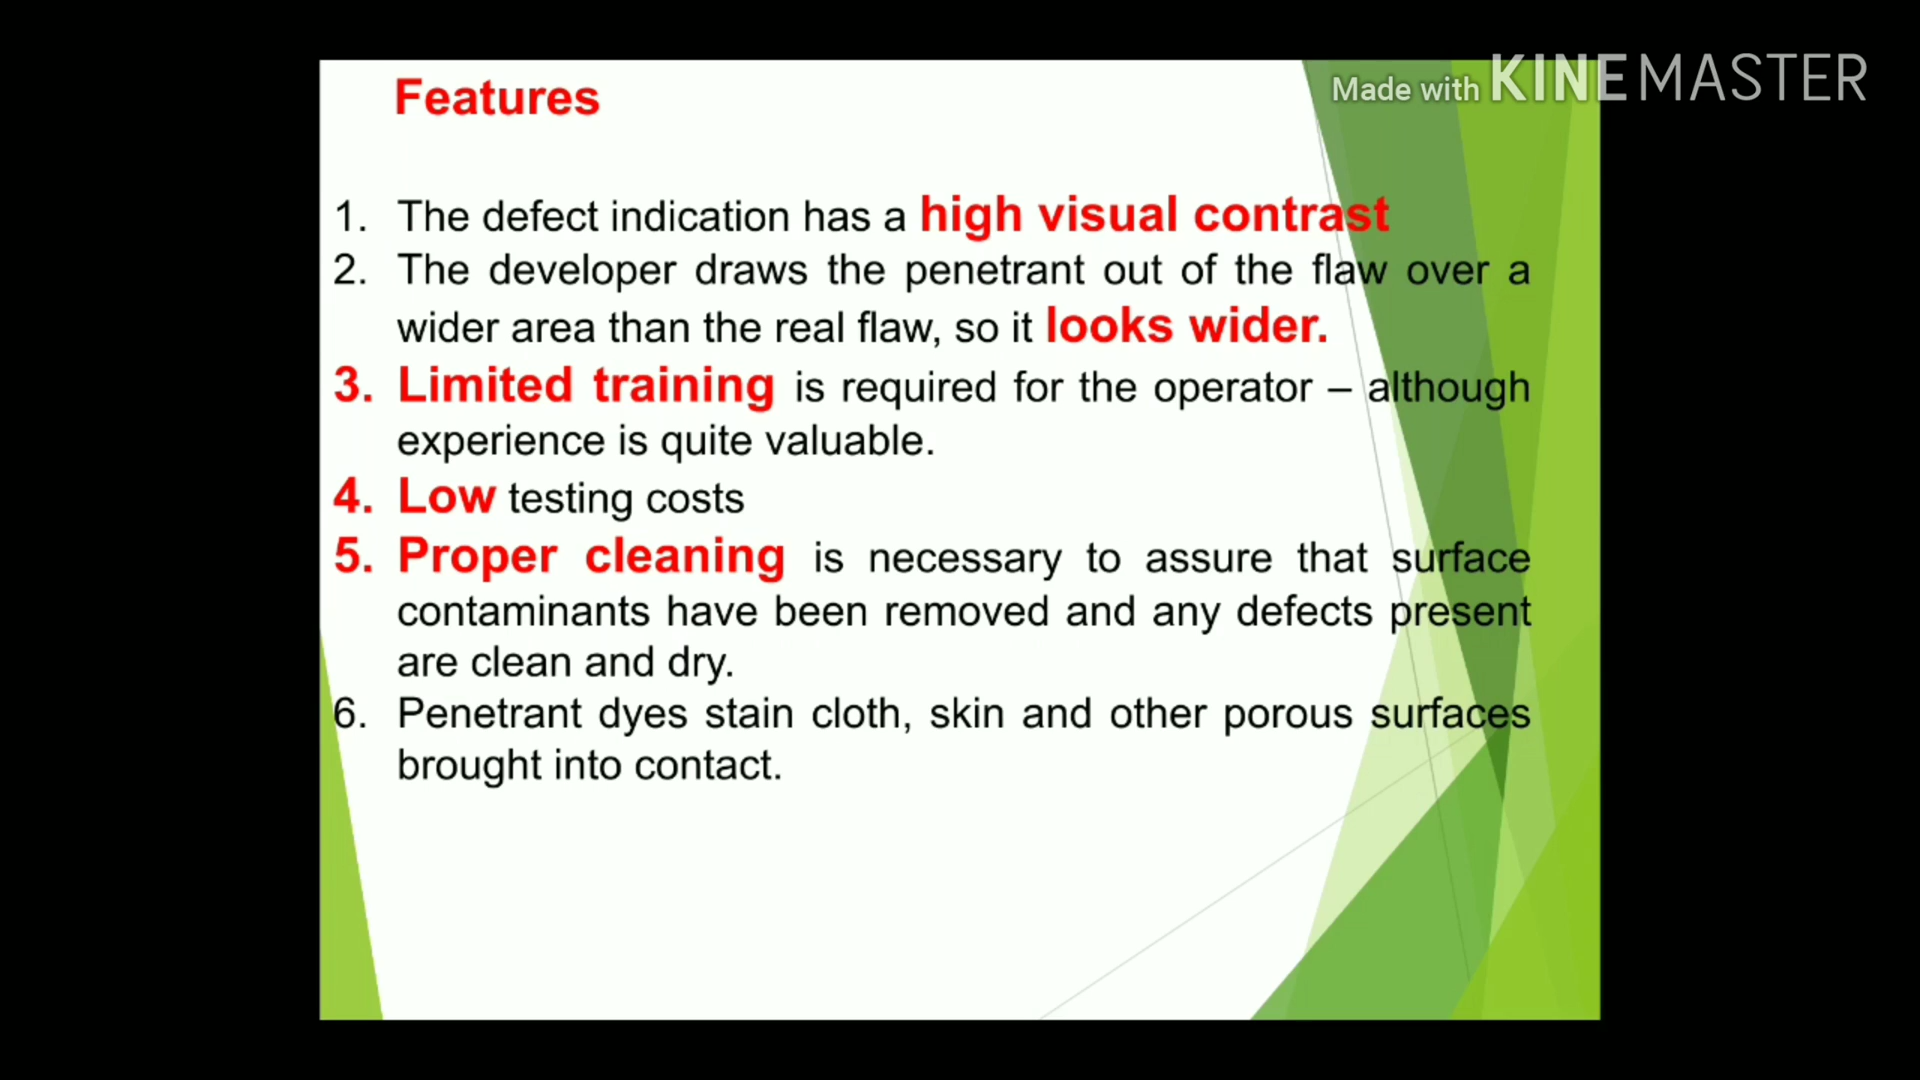 Made with KINEMASTER
Features
1. The defect indication has a high visual contrast
2. The developer draws the penetrant out of the flaw over a
wider area than the real flaw, so it looks wider.
3. Limited training is required for the operator – although
experience is quite valuable.
4. Low testing costs
5. Proper cleaning is necessary to assure that surface
contaminants have been removed and any defects present
are clean and dry.
6. Penetrant dyes stain cloth, skin and other porous surfaces
brought into contact.